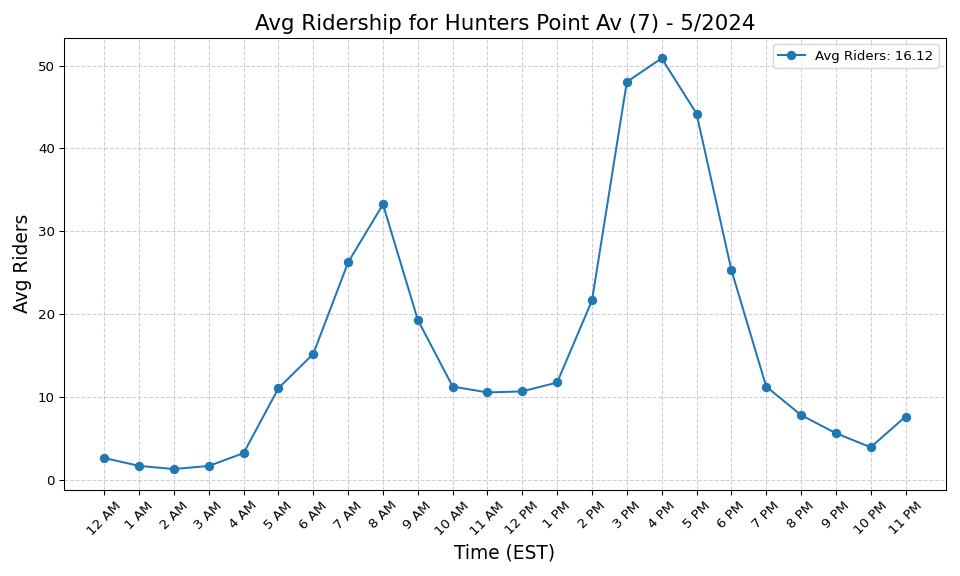 Avg Ridership for Hunters Point Av (7) - 5/2024
Avg Riders: 16.12
Avg Riders
50
40
30
20
10
0
12 AM
1 AM
2 AM
3 AM
4 AM
5 AM
6 AM
7 AM
8 AM
9 AM
10 AM
11 AM
12 PM
1 PM
2 PM
3 PM
4 PM
5 PM
6 PM
7 PM
8 PM
9 PM
10 PM
11 PM
Time (EST)